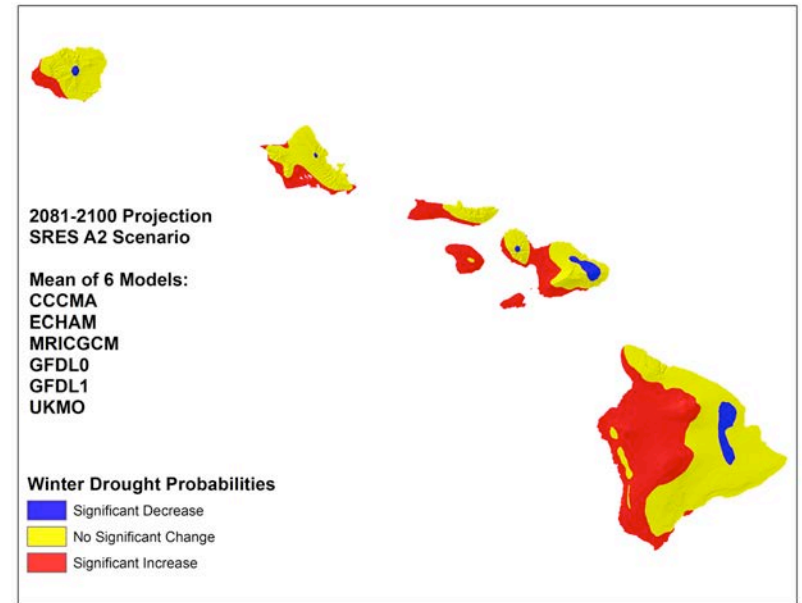 2081-2100 Projection
SRES A2 Scenario
Mean of 6 Models:
CCCMA
ECHAM
MRICGCM
GFDL0
GFDL1
UKMO
Winter Drought Probabilities
Significant Decrease
No Significant Change
Significant Increase